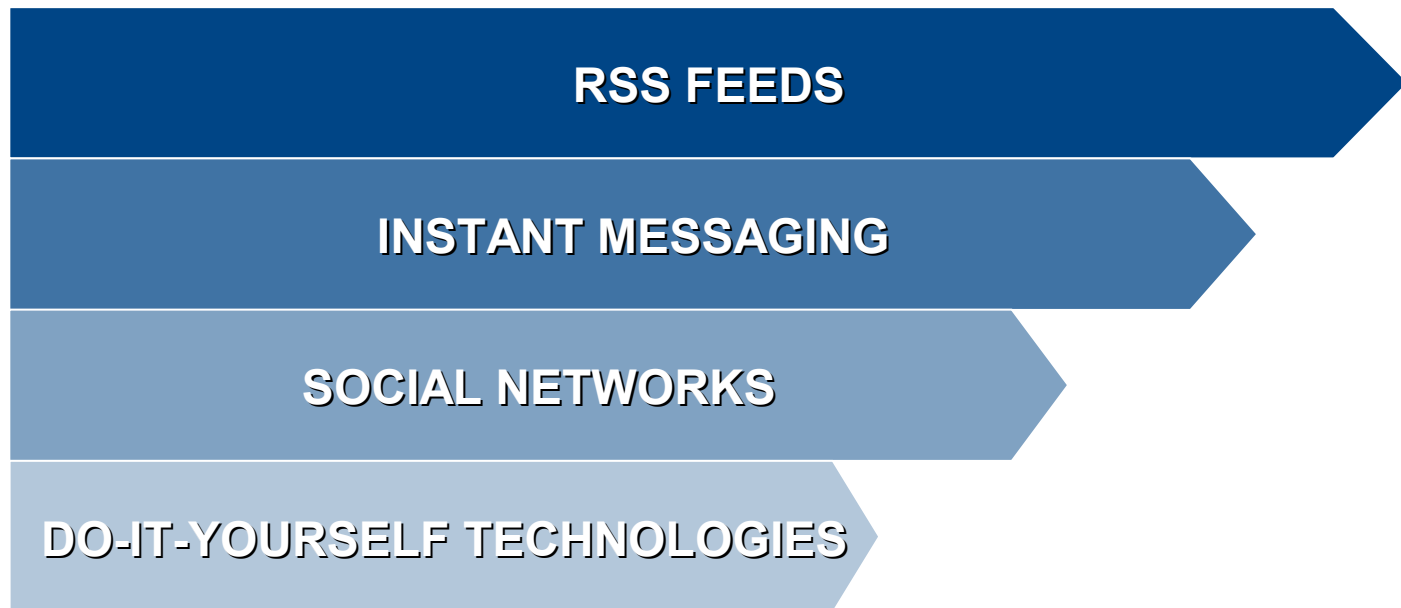 RSS FEEDS
INSTANT MESSAGING
SOCIAL NETWORKS
DO-IT-YOURSELF TECHNOLOGIES